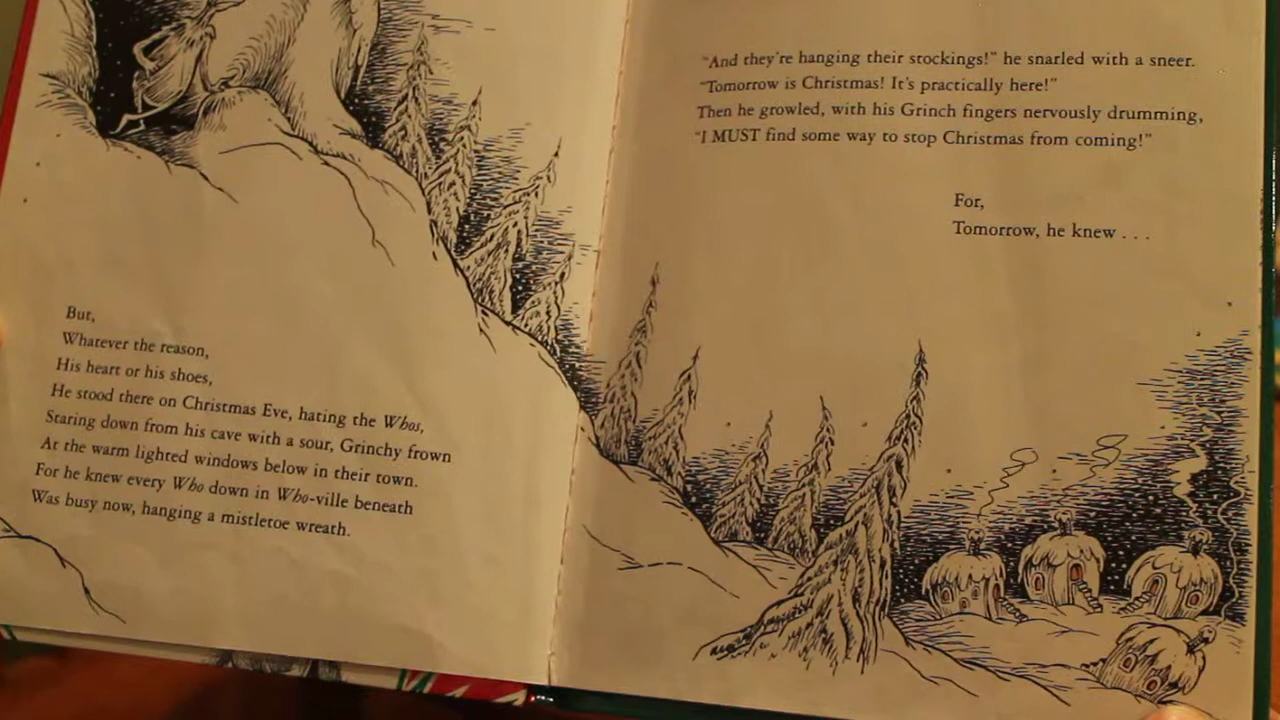 But,
Whatever the reason,
His heart or his shoes,
He stood there on Christmas Eve, hating the Whos,
Staring down from his cave with a sour, Grinchy frown
At the warm lighted windows below in their town.
For he knew every Who down in Who-ville beneath
Was busy now, hanging a mistletoe wreath.
"And they're hanging their stockings!" he snarled with a sneer.
"Tomorrow is Christmas! It's practically here!"
Then he growled, with his Grinch fingers nervously drumming,
"I MUST find some way to stop Christmas from coming!"
For,
Tomorrow, he knew . . .